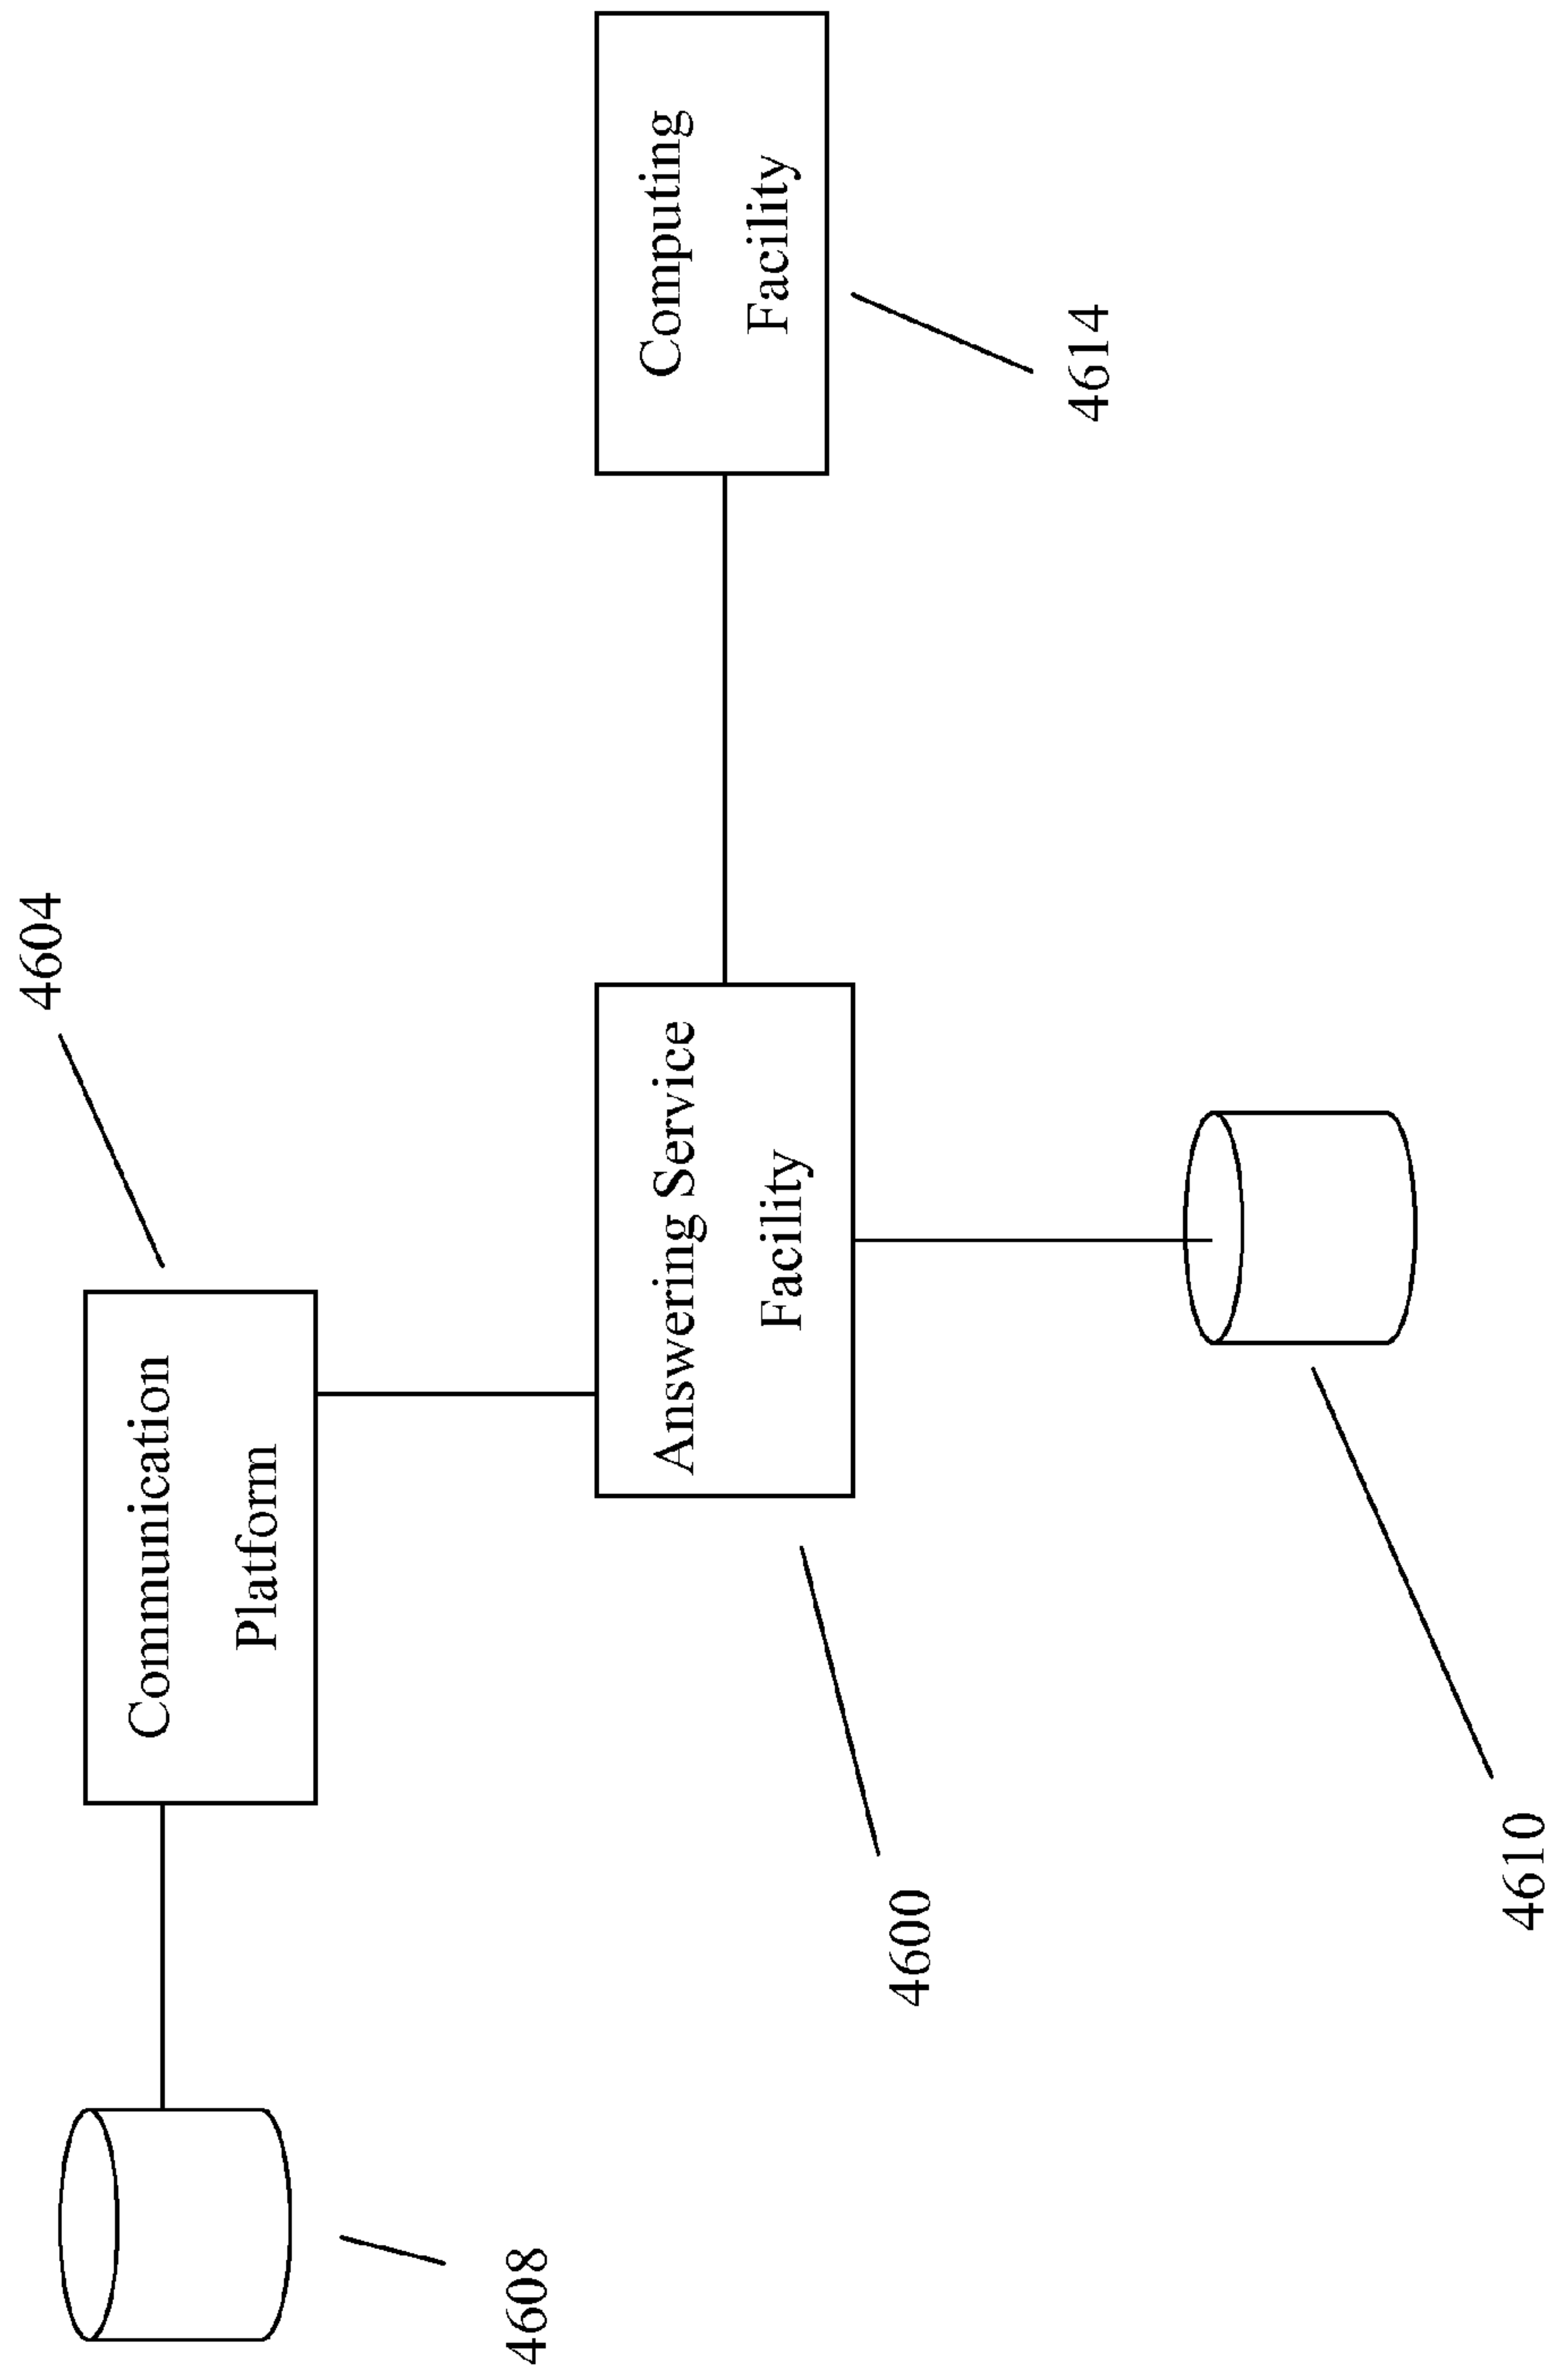 4604
Communication
Platform
4608
Answering Service
Facility
Computing
Facility
4600
4614
4610